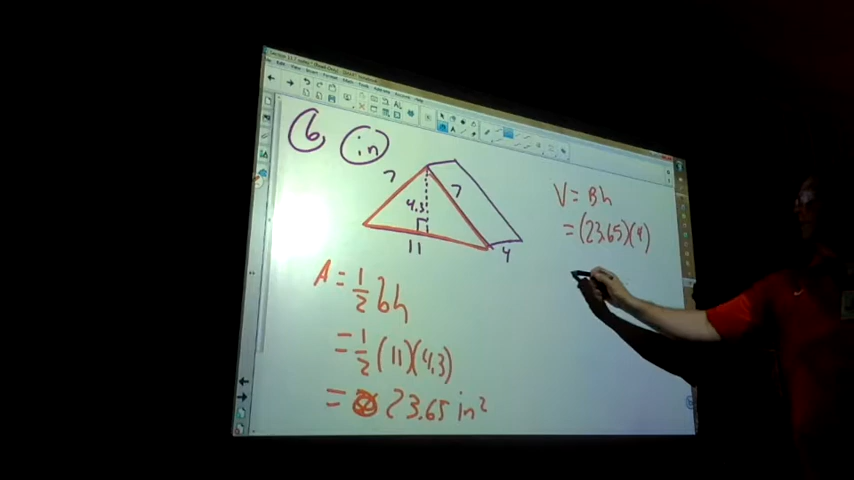 6 in
7
7
4.3
11
4
V = Bh
= (23.65)(4)
A = 1/2 bh
= 1/2 (11)(4.3)
= 23.65 in²